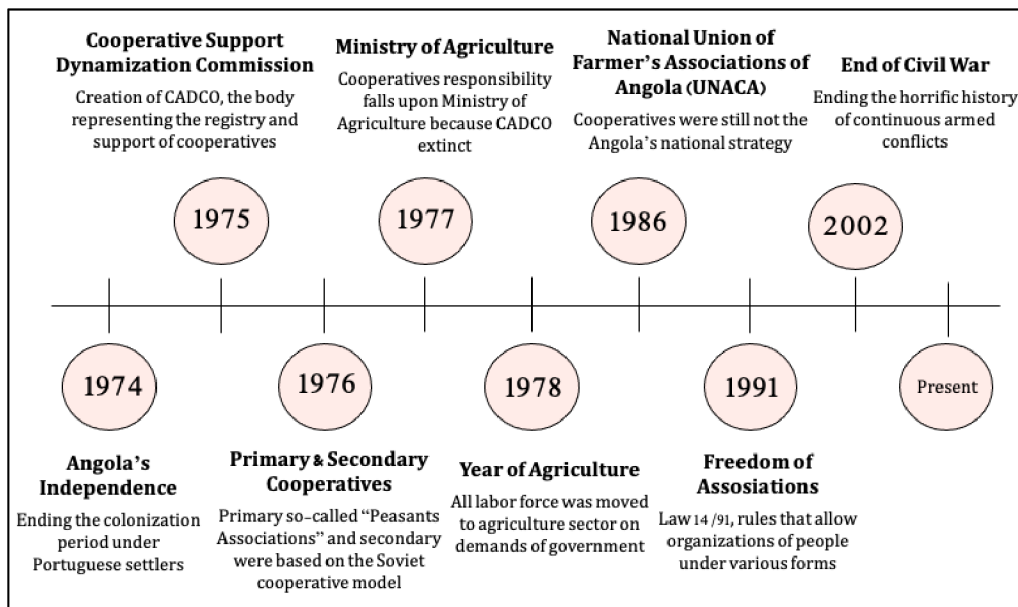 Cooperative Support
Dynamization Commission
Creation of CADCO, the body
representing the registry and
support of cooperatives
1975
Ministry of Agriculture
Cooperatives responsibility
falls upon Ministry of
Agriculture because CADCO
extinct
1977
National Union of
Farmer's Associations of
Angola (UNACA)
Cooperatives were still not the
Angola's national strategy
1986
End of Civil War
Ending the horrific history
of continuous armed
conflicts
2002
1974
Angola's
Independence
Ending the colonization
period under
Portuguese settlers
1976
Primary & Secondary
Cooperatives
Primary so-called "Peasants
Associations" and secondary
were based on the Soviet
cooperative model
1978
Year of Agriculture
All labor force was moved
to agriculture sector on
demands of government
1991
Freedom of
Assosiations
Law 14 /91, rules that allow
organizations of people
under various forms
Present